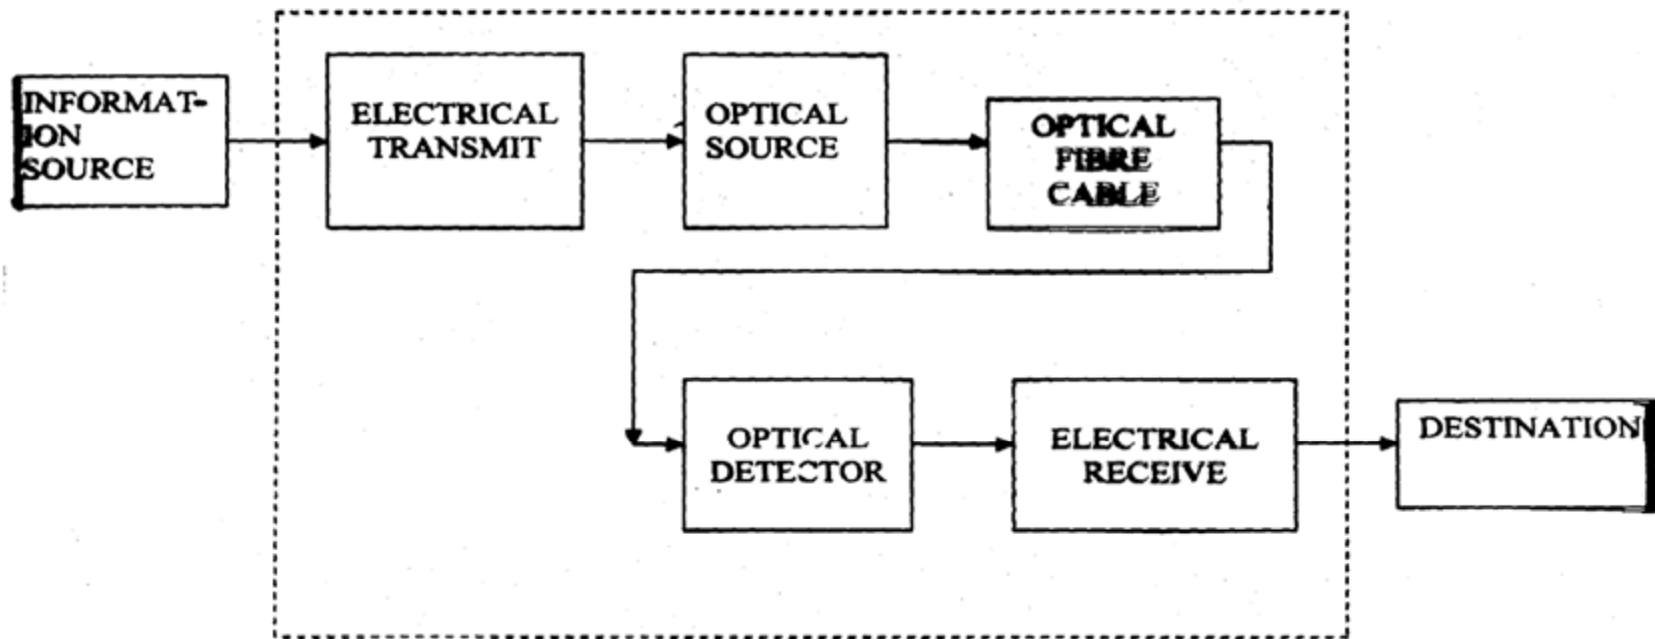 INFORMAT-
ION
SOURCE
ELECTRICAL
TRANSMIT
OPTICAL
SOURCE
OPTICAL
FIBRE
CABLE
OPTICAL
DETECTOR
ELECTRICAL
RECEIVE
DESTINATION